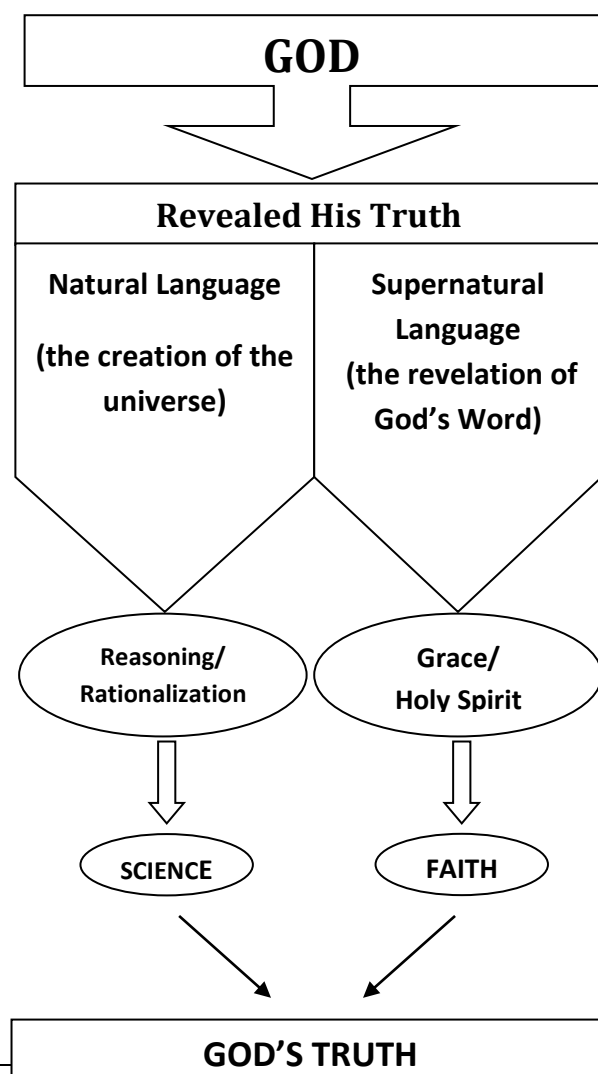 GOD
Revealed His Truth
Natural Language
(the creation of the
universe)
Supernatural
Language
(the revelation of
God's Word)
Reasoning/
Rationalization
Grace/
Holy Spirit
SCIENCE
FAITH
GOD'S TRUTH